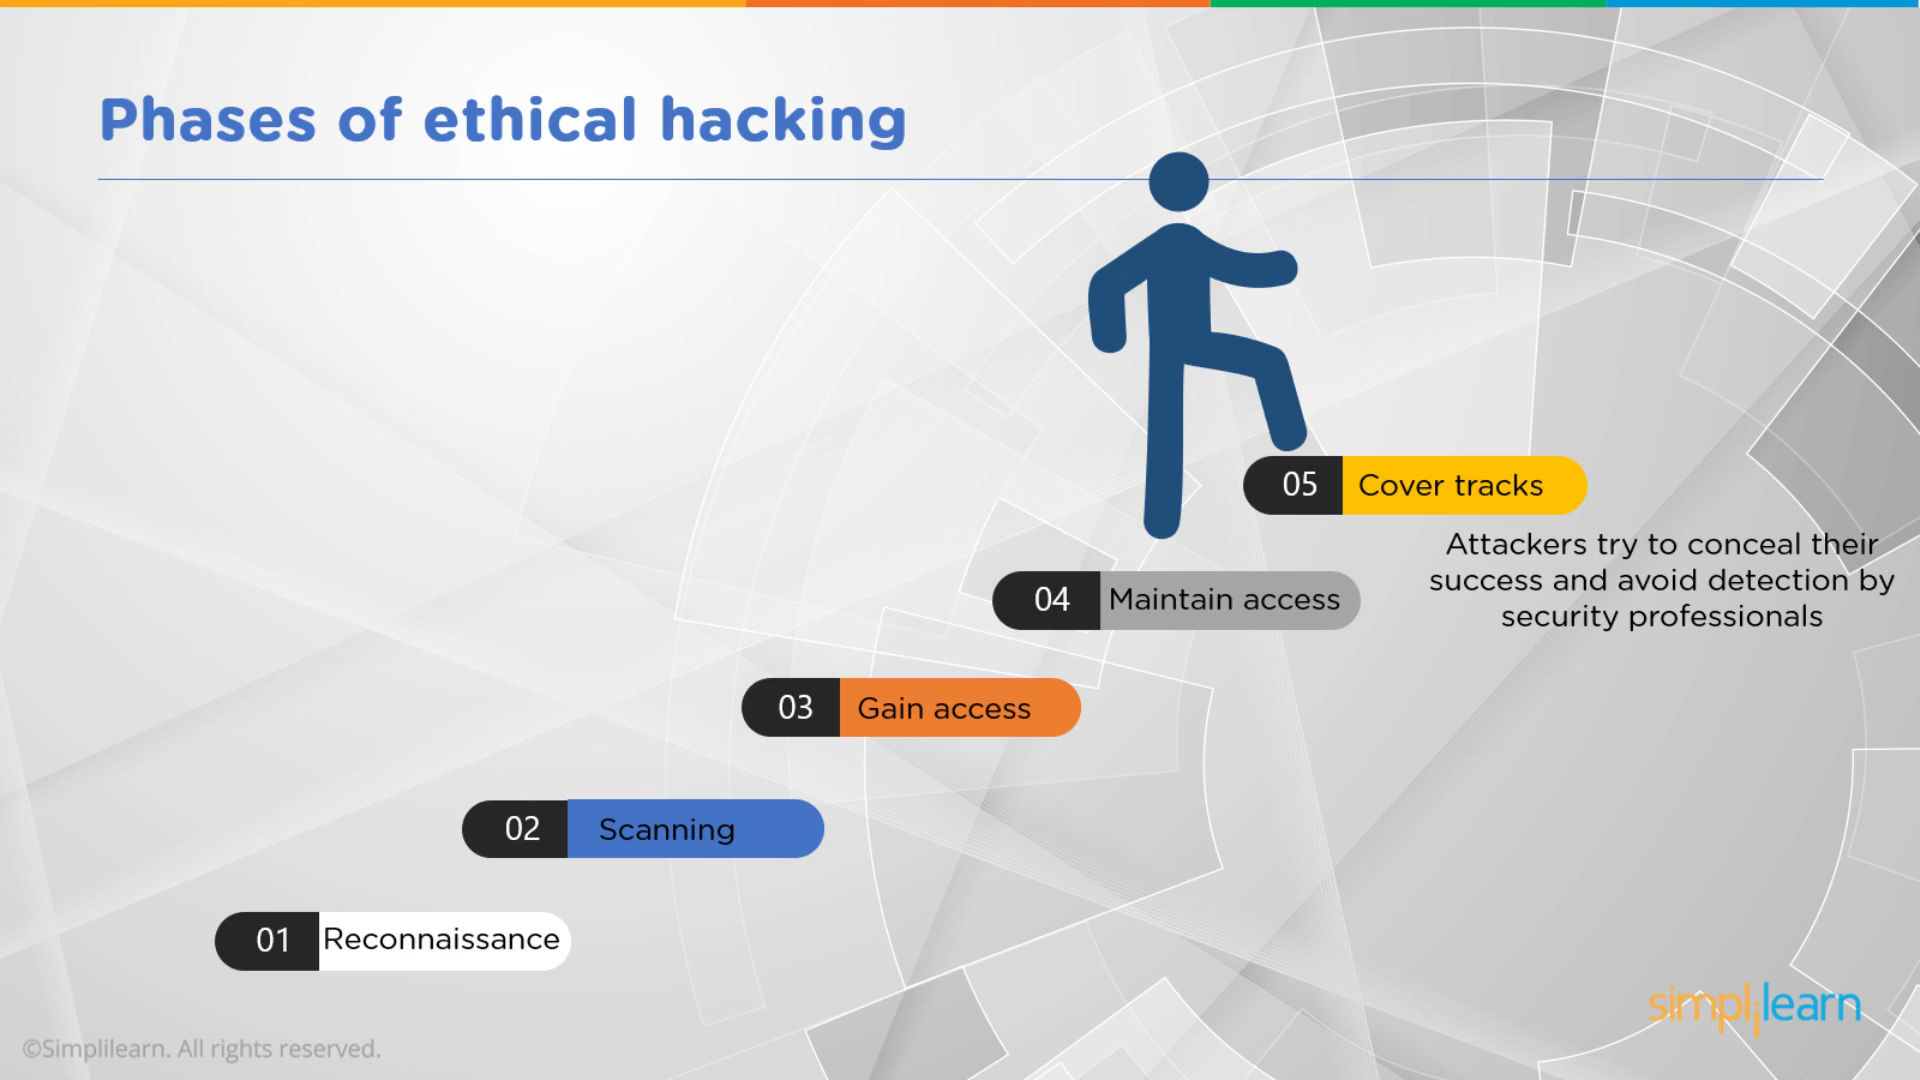 Phases of ethical hacking
05 Cover tracks
Attackers try to conceal their
success and avoid detection by
security professionals
04 Maintain access
03 Gain access
02 Scanning
01 Reconnaissance
simplilearn
©Simplilearn. All rights reserved.